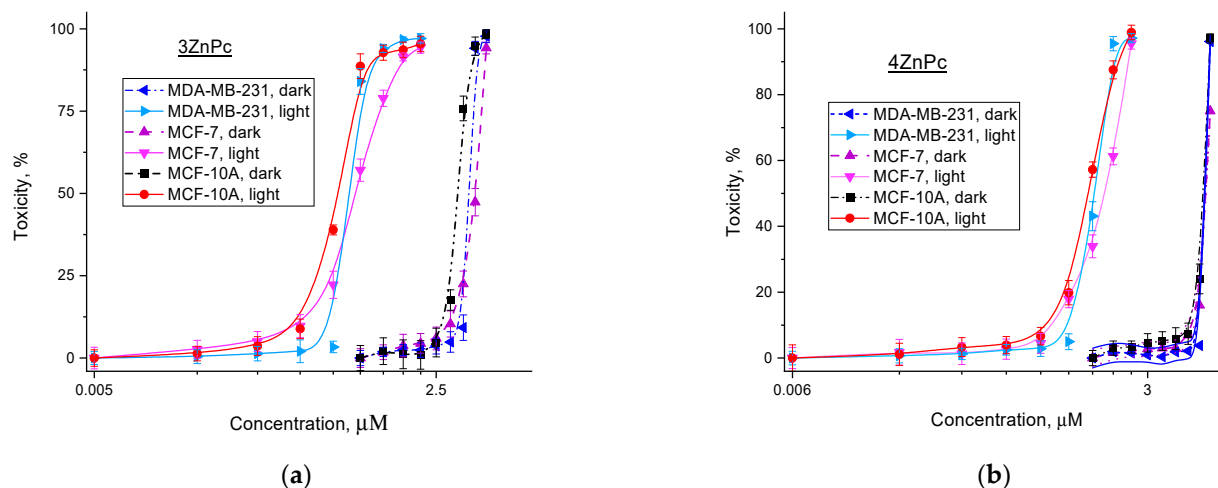 100
75
50
25
0
Toxicity, %
3ZnPc
MDA-MB-231, dark
MDA-MB-231, light
MCF-7, dark
MCF-7, light
MCF-10A, dark
MCF-10A, light
0.005
2.5
Concentration, μM
(a)
100
80
60
40
20
0
Toxicity, %
4ZnPc
MDA-MB-231, dark
MDA-MB-231, light
MCF-7, dark
MCF-7, light
MCF-10A, dark
MCF-10A, light
0.006
3
Concentration, μM
(b)